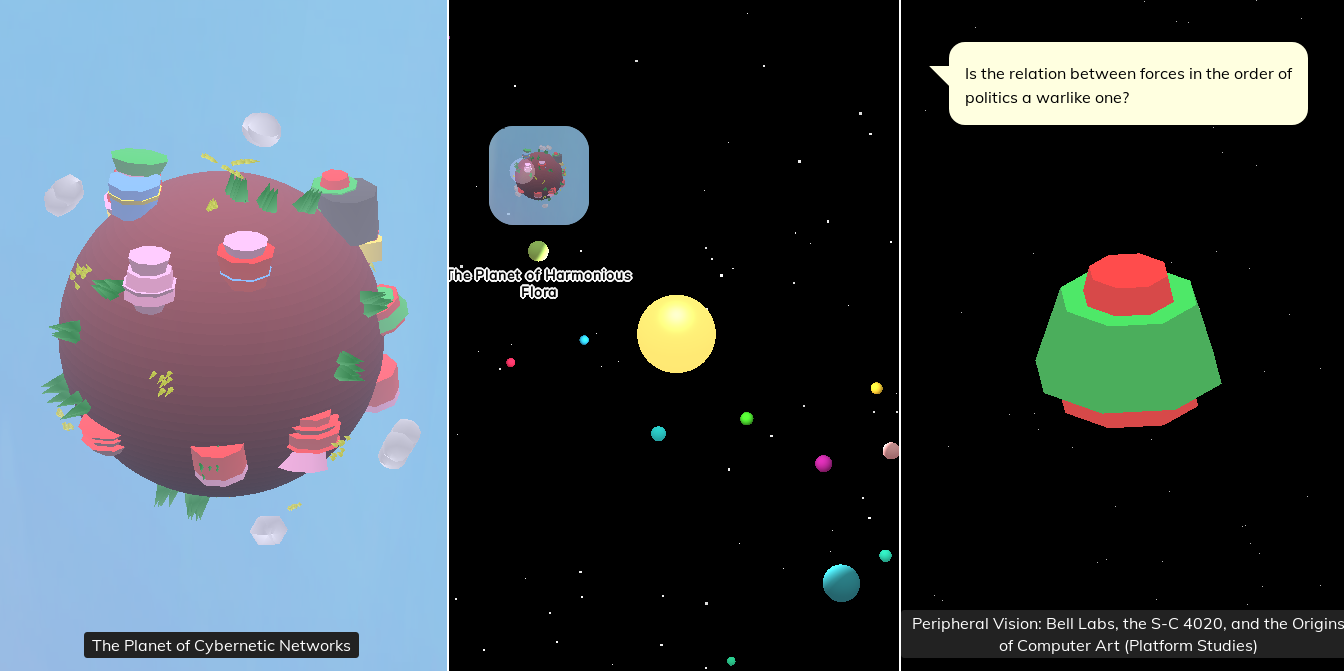 The Planet of Cybernetic Networks
The Planet of Harmonious
Flora
Is the relation between forces in the order of
politics a warlike one?
Peripheral Vision: Bell Labs, the S-C 4020, and the Origins
of Computer Art (Platform Studies)